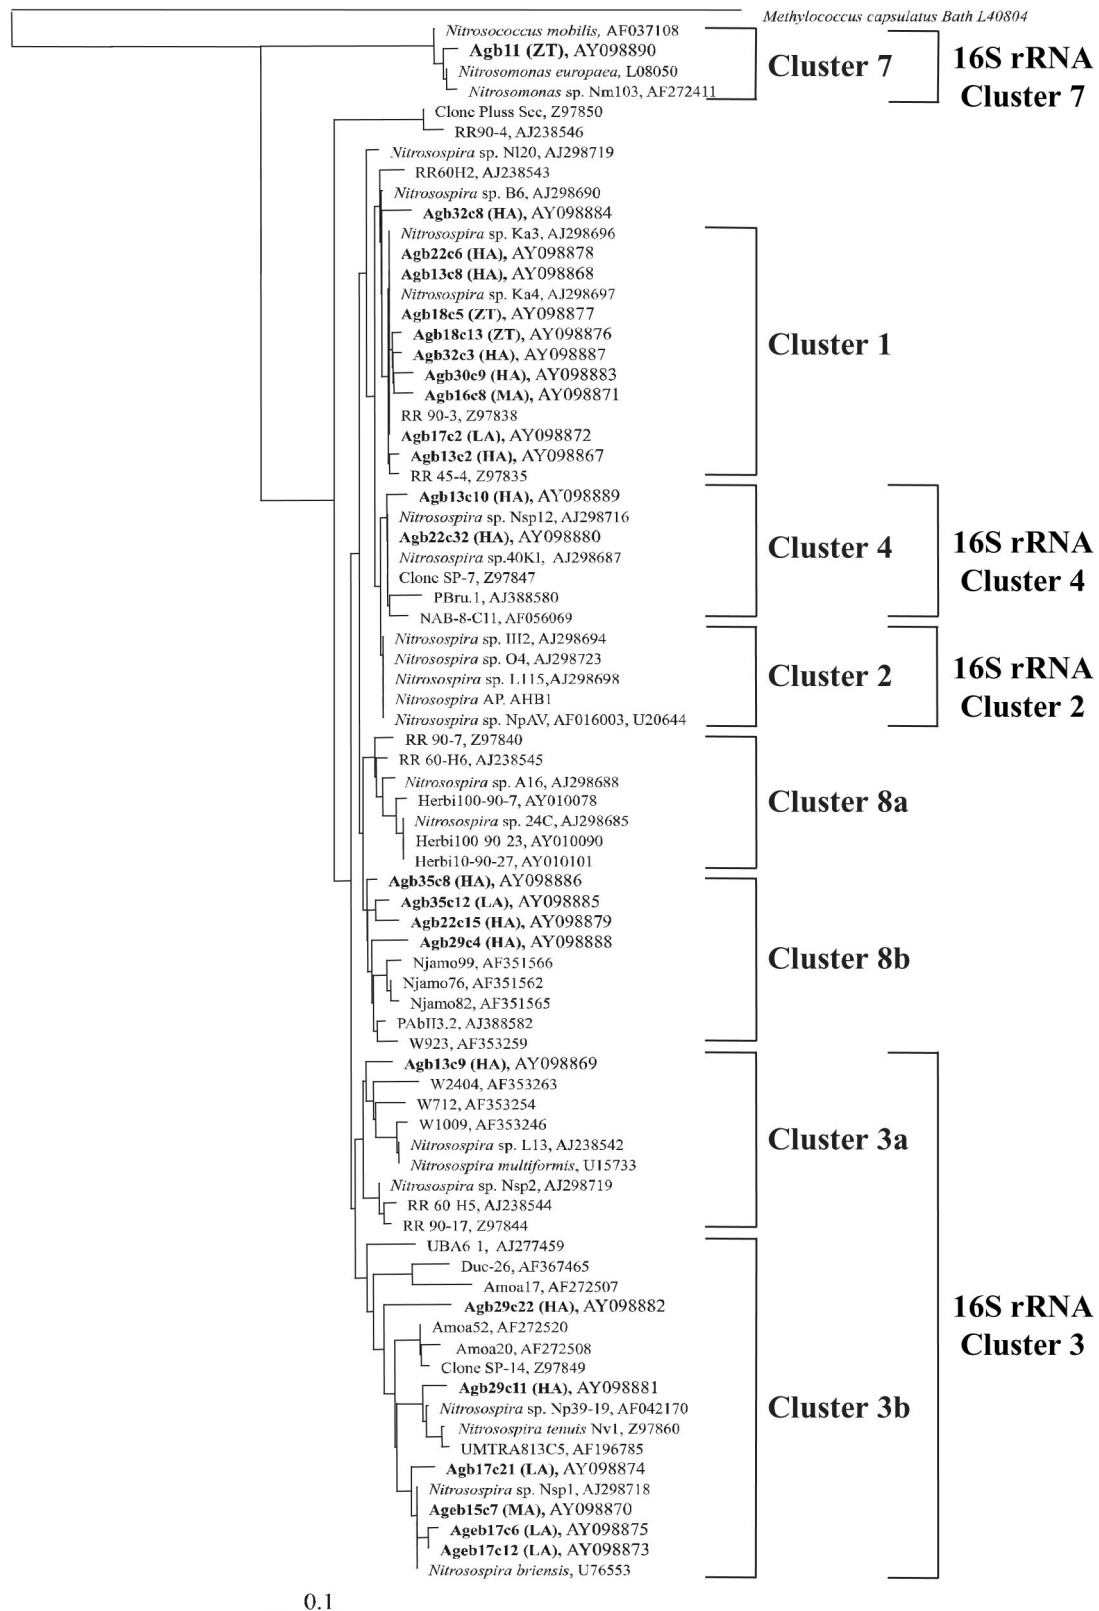 Methylococcus capsulatus Bath L40804
Nitrosococcus mobilis, AF037108
Agb11 (ZT), AY098890
Nitrosomonas europaea, L08050
Nitrosomonas sp. Nm103, AF272411
Cluster 7
16S rRNA
Cluster 7
Clone Pluss See, Z97850
RR90-4, AJ238546
Nitrosospira sp. Nl20, AJ298719
RR60H2, AJ238543
Nitrosospira sp. B6, AJ298690
Agb32c8 (HA), AY098884
Nitrosospira sp. Ka3, AJ298696
Agb22c6 (HA), AY098878
Agb13c8 (HA), AY098868
Nitrosospira sp. Ka4, AJ298697
Agb18c5 (ZT), AY098877
Agb18c13 (ZT), AY098876
Agb32c3 (HA), AY098887
Agb30c9 (HA), AY098883
Agb16c8 (MA), AY098871
RR 90-3, Z97838
Agb17c2 (LA), AY098872
Agb13c2 (HA), AY098867
RR 45-4, Z97835
Cluster 1
Agb13c10 (HA), AY098889
Nitrosospira sp. Nsp12, AJ298716
Agb22c32 (HA), AY098880
Nitrosospira sp.40KI, AJ298687
Clone SP-7, Z97847
PBru.1, AJ388580
NAB-8-C11, AF056069
Cluster 4
16S rRNA
Cluster 4
Nitrosospira sp. III2, AJ298694
Nitrosospira sp. O4, AJ298723
Nitrosospira sp. L115,AJ298698
Nitrosospira AP. AHB1
Nitrosospira sp. NpAV, AF016003, U20644
Cluster 2
16S rRNA
Cluster 2
RR 90-7, Z97840
RR 60-H6, AJ238545
Nitrosospira sp. A16, AJ298688
Herbi100-90-7, AY010078
Nitrosospira sp. 24C, AJ298685
Herbi100 90 23, AY010090
Herbi10-90-27, AY010101
Cluster 8a
Agb35c8 (HA), AY098886
Agb35c12 (LA), AY098885
Agb22c15 (HA), AY098879
Agb29c4 (HA), AY098888
Njamo99, AF351566
Njamo76, AF351562
Njamo82, AF351565
PAbII3.2, AJ388582
W923, AF353259
Cluster 8b
Agb13c9 (HA), AY098869
W2404, AF353263
W712, AF353254
W1009, AF353246
Nitrosospira sp. L13, AJ238542
Nitrosospira multiformis, U15733
Nitrosospira sp. Nsp2, AJ298719
RR 60 H5, AJ238544
RR 90-17, Z97844
Cluster 3a
UBA6 1, AJ277459
Duc-26, AF367465
Amoa17, AF272507
Agb29c22 (HA), AY098882
Amoa52, AF272520
Amoa20, AF272508
Clone SP-14, Z97849
Agb29c11 (HA), AY098881
Nitrosospira sp. Np39-19, AF042170
Nitrosospira tenuis Nv1, Z97860
UMTRA813C5, AF196785
Agb17c21 (LA), AY098874
Nitrosospira sp. Nsp1, AJ298718
Ageb15c7 (MA), AY098870
Ageb17c6 (LA), AY098875
Ageb17c12 (LA), AY098873
Nitrosospira briensis, U76553
Cluster 3b
16S rRNA
Cluster 3
0.1